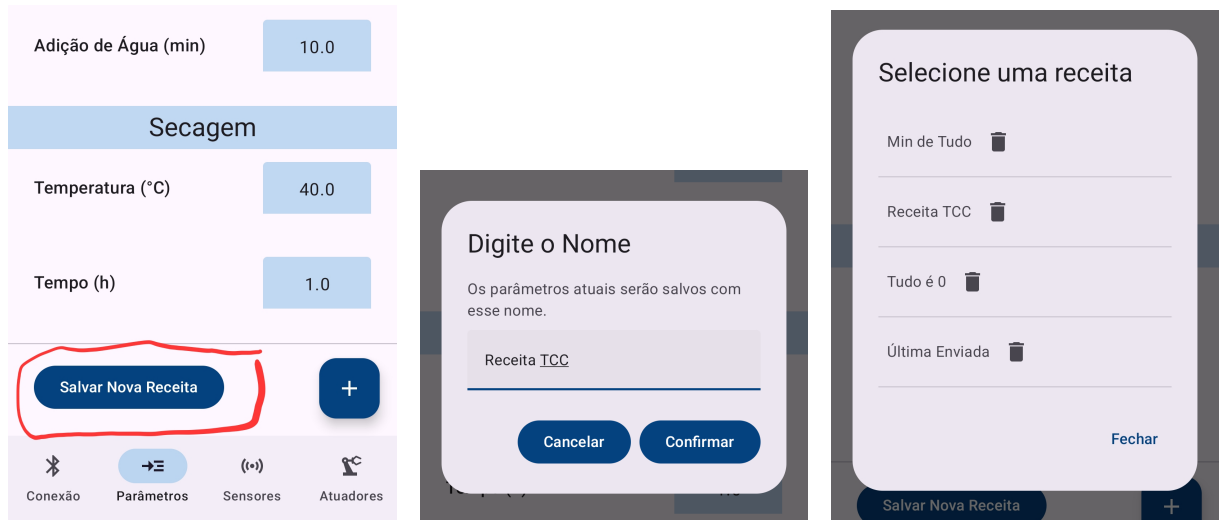 Adição de Água (min)
10.0
Secagem
Temperatura (°C)
40.0
Tempo (h)
1.0
Salvar Nova Receita
+
Conexão
Parâmetros
Sensores
Atuadores
Digite o Nome
Os parâmetros atuais serão salvos com
esse nome.
Receita TCC
Cancelar
Confirmar
Selecione uma receita
Min de Tudo
Receita TCC
Tudo é 0
Última Enviada
Fechar
Salvar Nova Receita
+